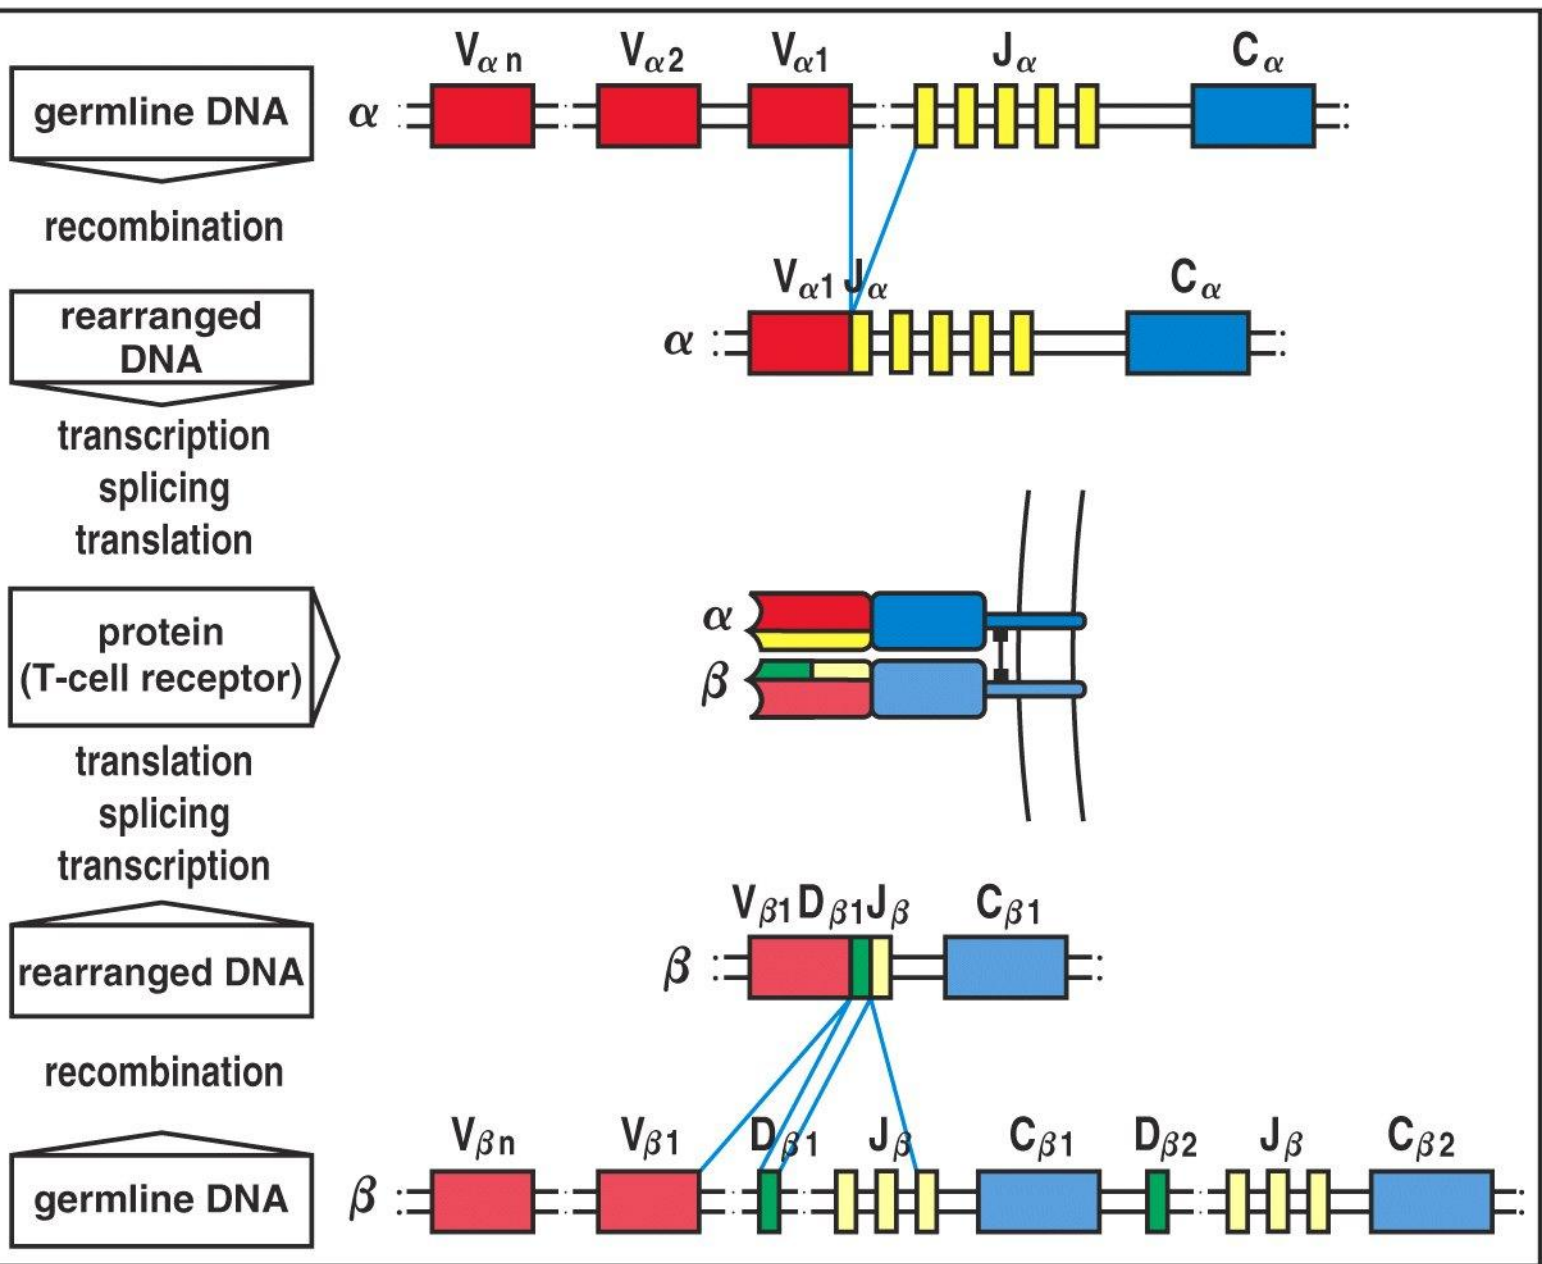 Vα n Vα2 Vα1 Jα Cα
germline DNA α
recombination
Vα1 Jα Cα
rearranged
DNA
α
transcription
splicing
translation
protein
(T-cell receptor)
α
β
translation
splicing
transcription
Vβ1 Dβ1 Jβ Cβ1
rearranged DNA β
recombination
Vβn Vβ1 Dβ1 Jβ Cβ1 Dβ2 Jβ Cβ2
germline DNA β